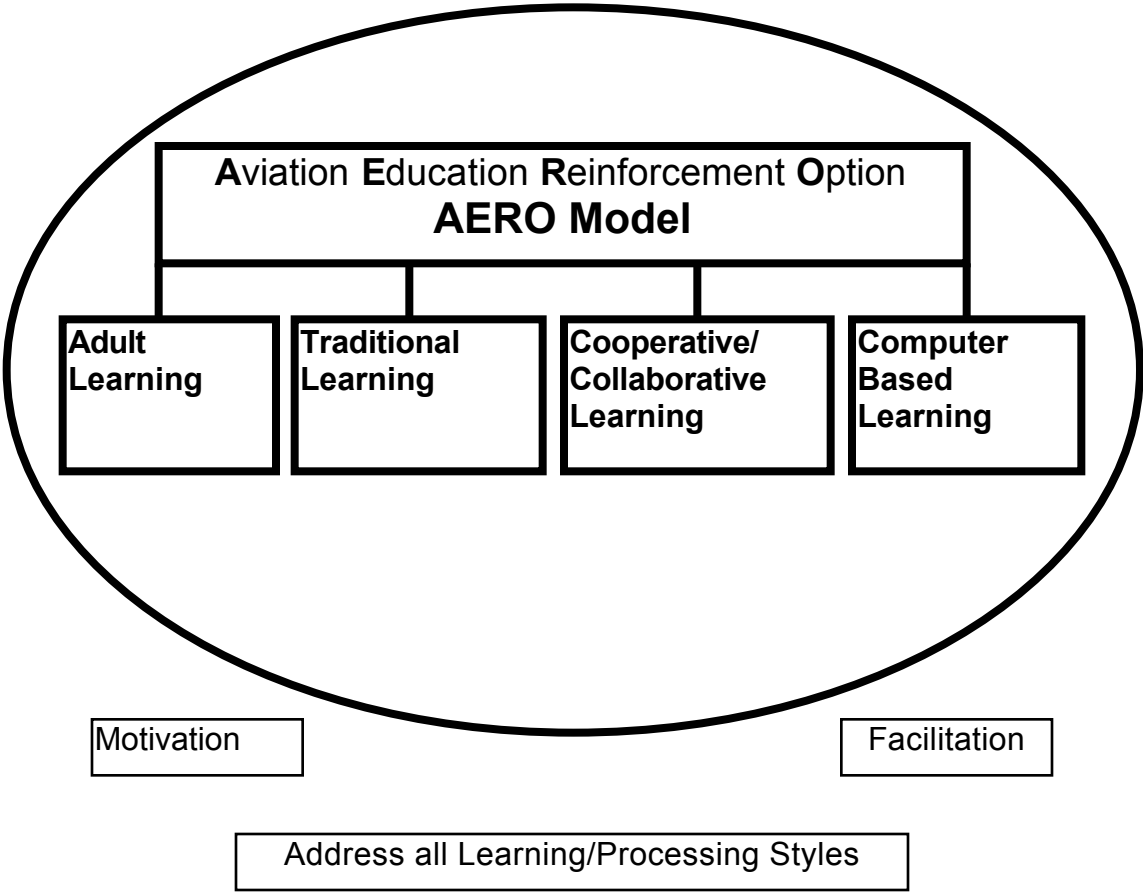 Aviation Education Reinforcement Option
AERO Model
Adult
Learning
Traditional
Learning
Cooperative/
Collaborative
Learning
Computer
Based
Learning
Motivation
Facilitation
Address all Learning/Processing Styles